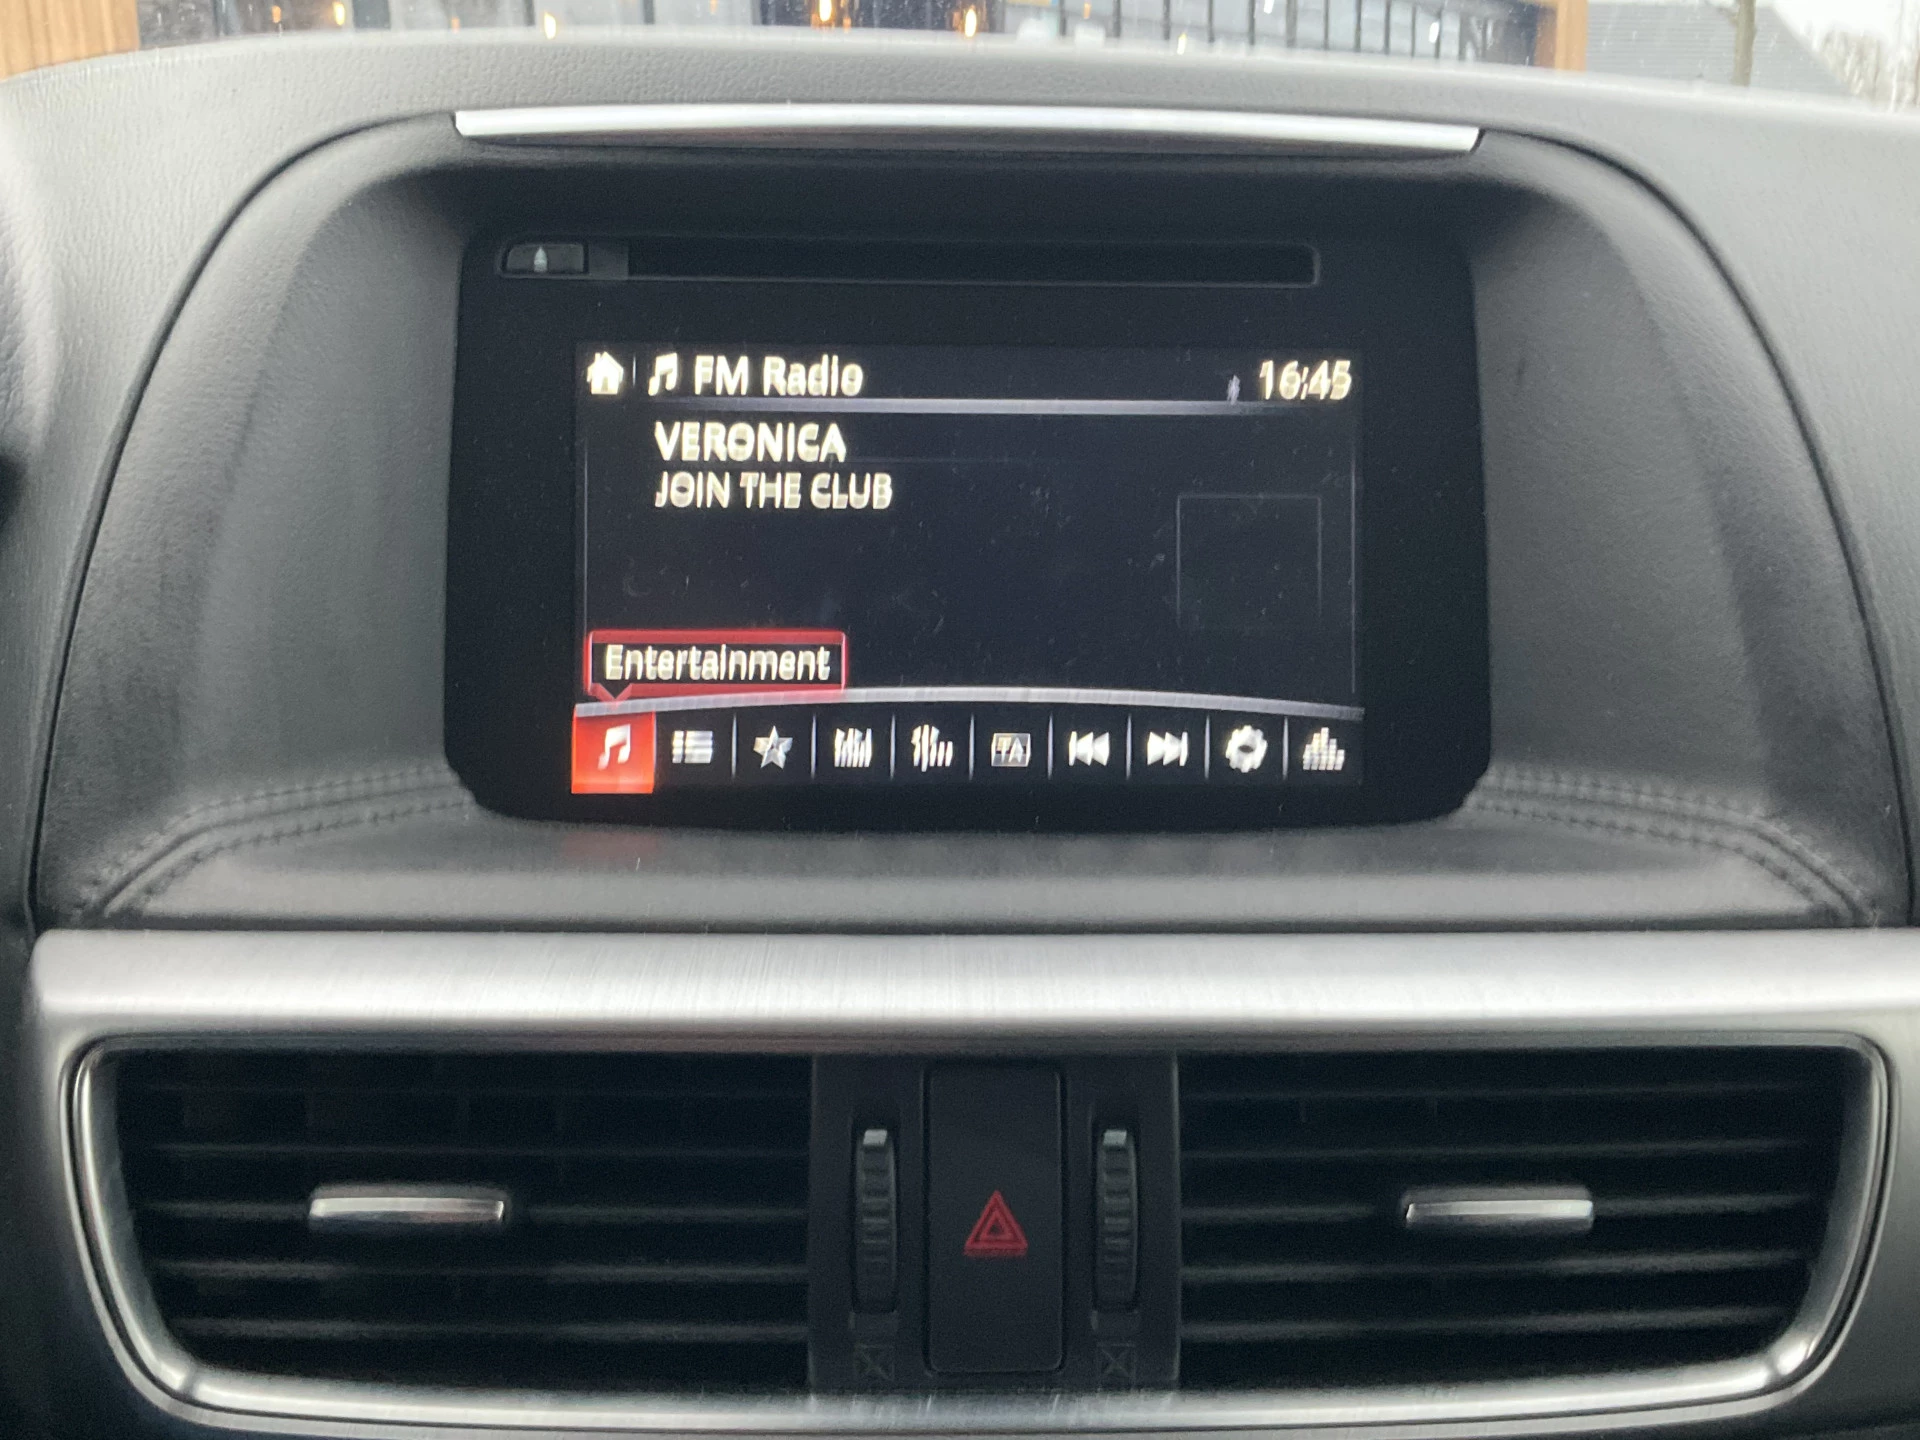 FM Radio 16:45
VERONICA
JOIN THE CLUB
Entertainment
TA